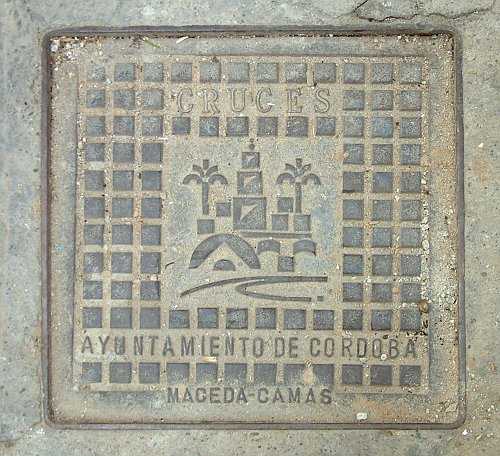 CRUCES
AYUNTAMIENTO DE CORDOBA
MACEDA-CAMAS